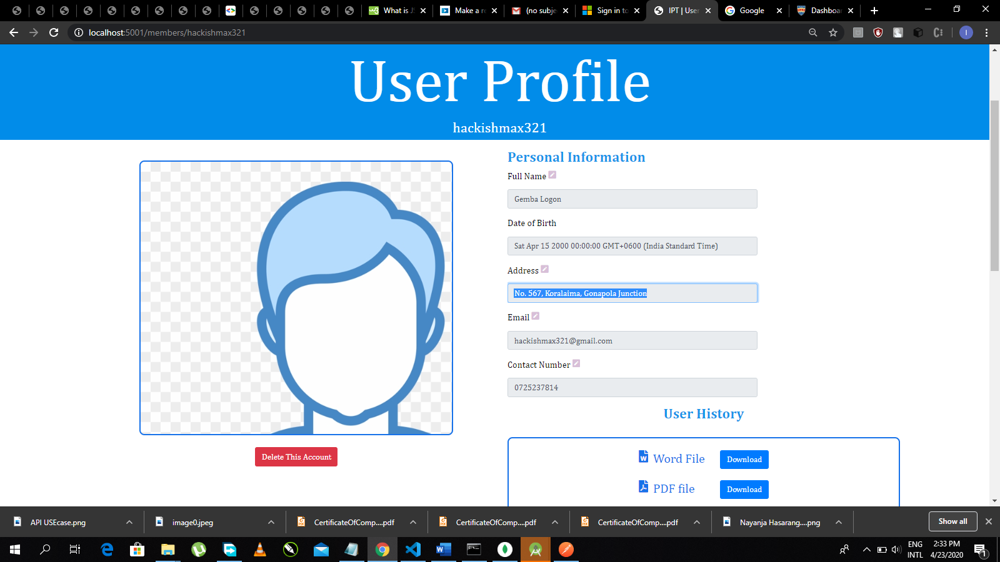 What is JS
Make a re
(no subje
Sign in to
IPT | User
Google
Dashboar
localhost:5001/members/hackishmax321
I
User Profile
hackishmax321
Personal Information
Full Name
Gemba Logon
Date of Birth
Sat Apr 15 2000 00:00:00 GMT+0600 (India Standard Time)
Address
No. 567, Koralaima, Gonapola Junction
Email
hackishmax321@gmail.com
Contact Number
0725237814
Delete This Account
User History
Word File Download
PDF file Download
API USEcase.png
image0.jpeg
CertificateOfComp....pdf
CertificateOfComp....pdf
CertificateOfComp....pdf
Nayanja Hasarang....png
Show all
ENG
INTL
2:33 PM
4/23/2020
1